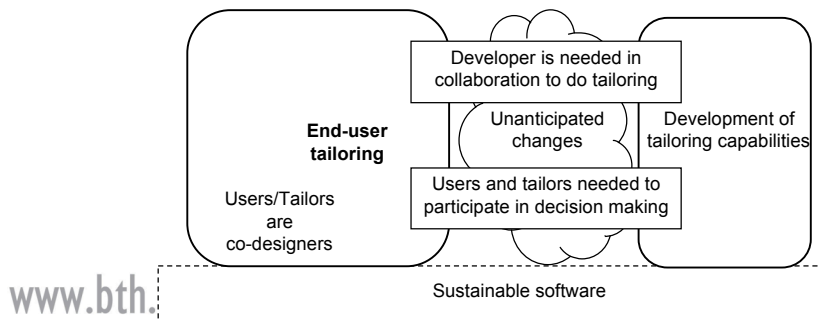 Developer is needed in
collaboration to do tailoring
End-user
tailoring
Unanticipated
changes
Development of
tailoring capabilities
Users/Tailors
are
co-designers
Users and tailors needed to
participate in decision making
www.bth.
Sustainable software